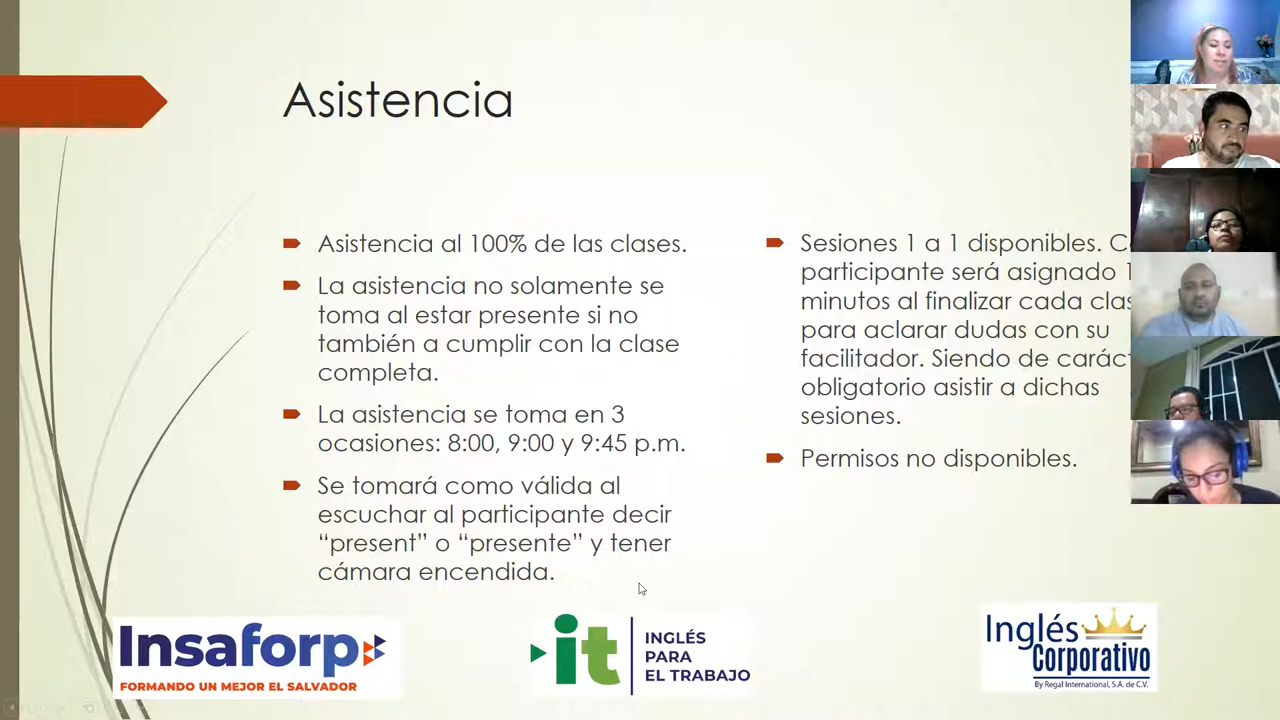 Asistencia
Asistencia al 100% de las clases.
La asistencia no solamente se
toma al estar presente si no
también a cumplir con la clase
completa.
La asistencia se toma en 3
ocasiones: 8:00, 9:00 y 9:45 p.m.
Se tomará como válida al
escuchar al participante decir
“present” o “presente” y tener
cámara encendida.
Sesiones 1 a 1 disponibles. C
participante será asignado 1
minutos al finalizar cada clas
para aclarar dudas con su
facilitador. Siendo de caráct
obligatorio asistir a dichas
sesiones.
Permisos no disponibles.
Insaforp
FORMANDO UN MEJOR EL SALVADOR
it
INGLÉS
PARA
EL TRABAJO
Inglés
Corporativo
By Regal International, S.A. de C.V.